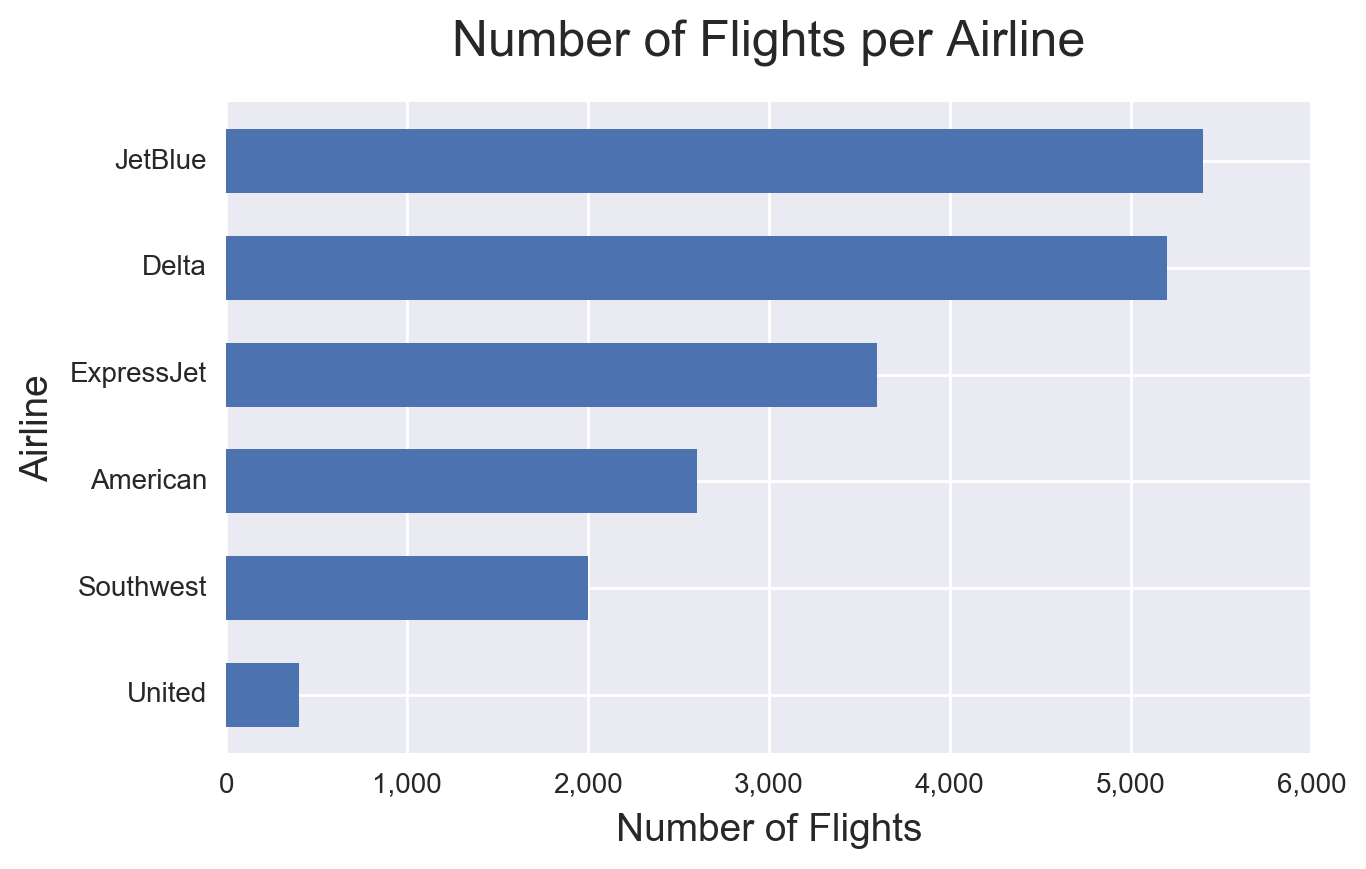 Number of Flights per Airline
JetBlue
Delta
ExpressJet
American
Southwest
United
Airline
0 1,000 2,000 3,000 4,000 5,000 6,000
Number of Flights